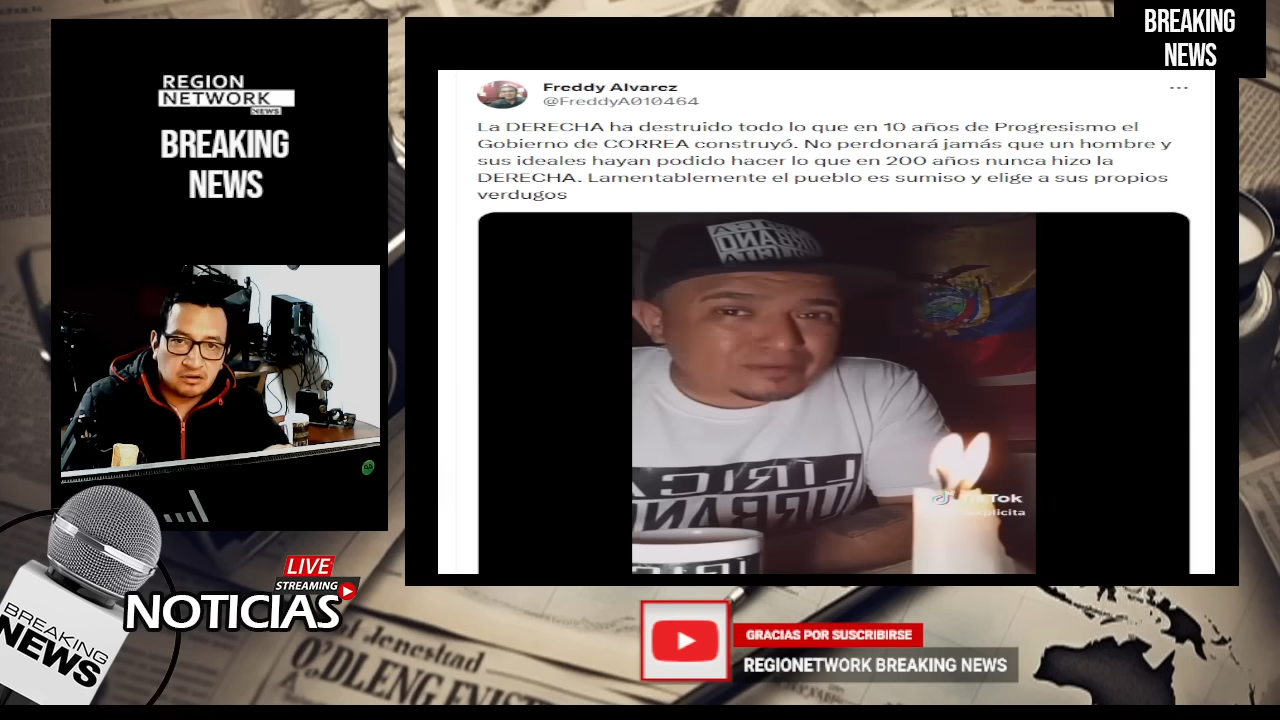 BREAKING
NEWS
REGION
NETWORK
NEWS
BREAKING
NEWS
Freddy Alvarez
@FreddyA010464
La DERECHA ha destruido todo lo que en 10 años de Progresismo el
Gobierno de CORREA construyó. No perdonará jamás que un hombre y
sus ideales hayan podido hacer lo que en 200 años nunca hizo la
DERECHA. Lamentablemente el pueblo es sumiso y elige a sus propios
verdugos
URBANO
LÍRICA
URBANO
TikTok
LIVE
STREAMING
NOTICIAS
BREAKING
NEWS
GRACIAS POR SUSCRIBIRSE
REGIONETWORK BREAKING NEWS